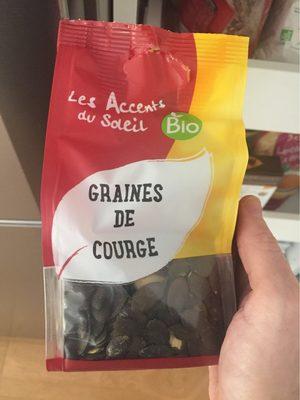 Les Accents
du Soleil
Bio
GRAINES
DE
COURGE